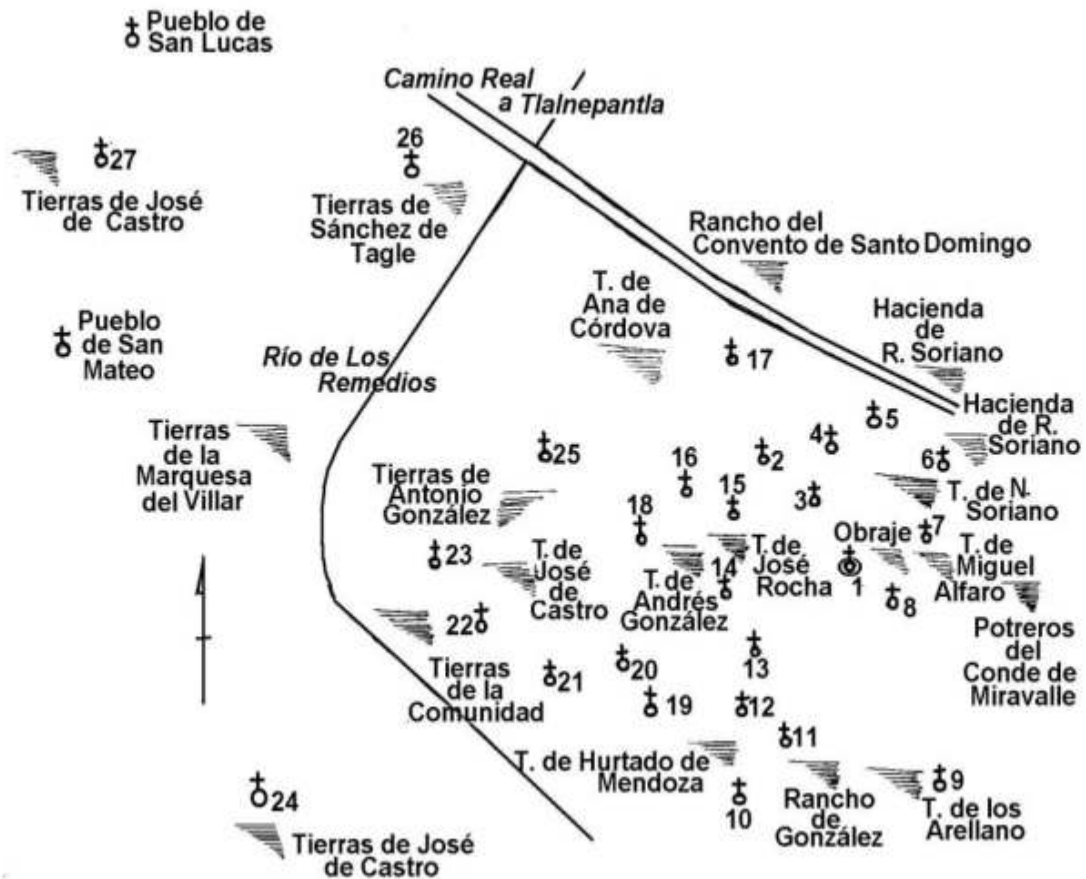 Pueblo de
San Lucas
Camino Real
a Tlalnepantla
26
27
Tierras de José
de Castro
Tierras de
Sánchez de
Tagle
Rancho del
Convento de Santo Domingo
T. de
Ana de
Córdova
Hacienda
de
R. Soriano
Pueblo
de San
Mateo
Río de Los
Remedios
17
Hacienda
de R.
Soriano
5
4
Tierras
de la
Marquesa
del Villar
25
16
2
6
Tierras de
Antonio
González
15
3
T. de N.
Soriano
18
Obraje
7
23
T. de
José
de
Castro
14
T. de
José
Rocha
T. de
Miguel
Alfaro
T. de
Andrés
González
1
8
22
Potreros
del
Conde de
Miravalle
13
20
Tierras
de la
Comunidad
21
19
12
11
T. de Hurtado de
Mendoza
9
24
10
Rancho
de
González
T. de los
Arellano
Tierras de José
de Castro